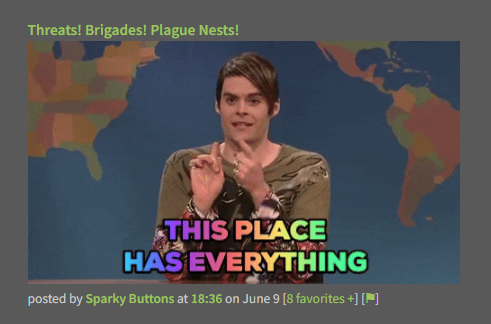 Threats! Brigades! Plague Nests!
THIS PLACE
HAS EVERYTHING
posted by Sparky Buttons at 18:36 on June 9 [8 favorites +] [⚑]